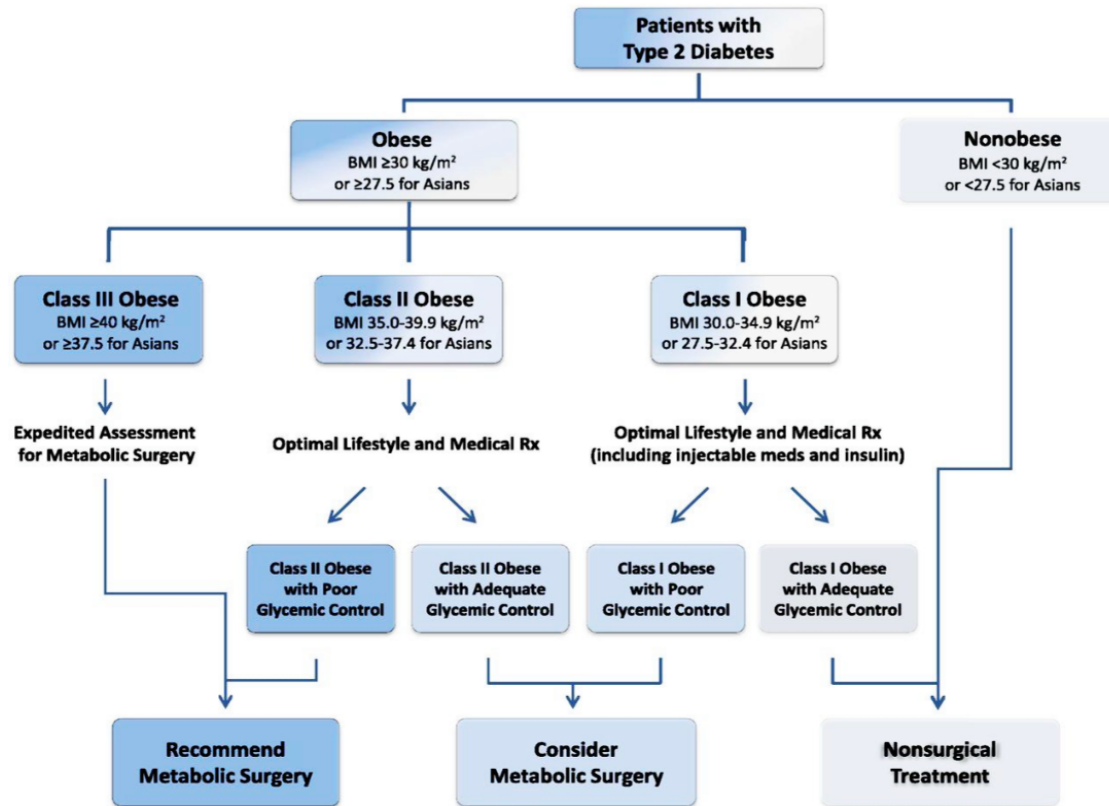 Patients with
Type 2 Diabetes
Obese
BMI ≥30 kg/m²
or ≥27.5 for Asians
Nonobese
BMI <30 kg/m²
or <27.5 for Asians
Class III Obese
BMI ≥40 kg/m²
or ≥37.5 for Asians
Class II Obese
BMI 35.0-39.9 kg/m²
or 32.5-37.4 for Asians
Class I Obese
BMI 30.0-34.9 kg/m²
or 27.5-32.4 for Asians
Expedited Assessment
for Metabolic Surgery
Optimal Lifestyle and Medical Rx
Optimal Lifestyle and Medical Rx
(including injectable meds and insulin)
Class II Obese
with Poor
Glycemic Control
Class II Obese
with Adequate
Glycemic Control
Class I Obese
with Poor
Glycemic Control
Class I Obese
with Adequate
Glycemic Control
Recommend
Metabolic Surgery
Consider
Metabolic Surgery
Nonsurgical
Treatment